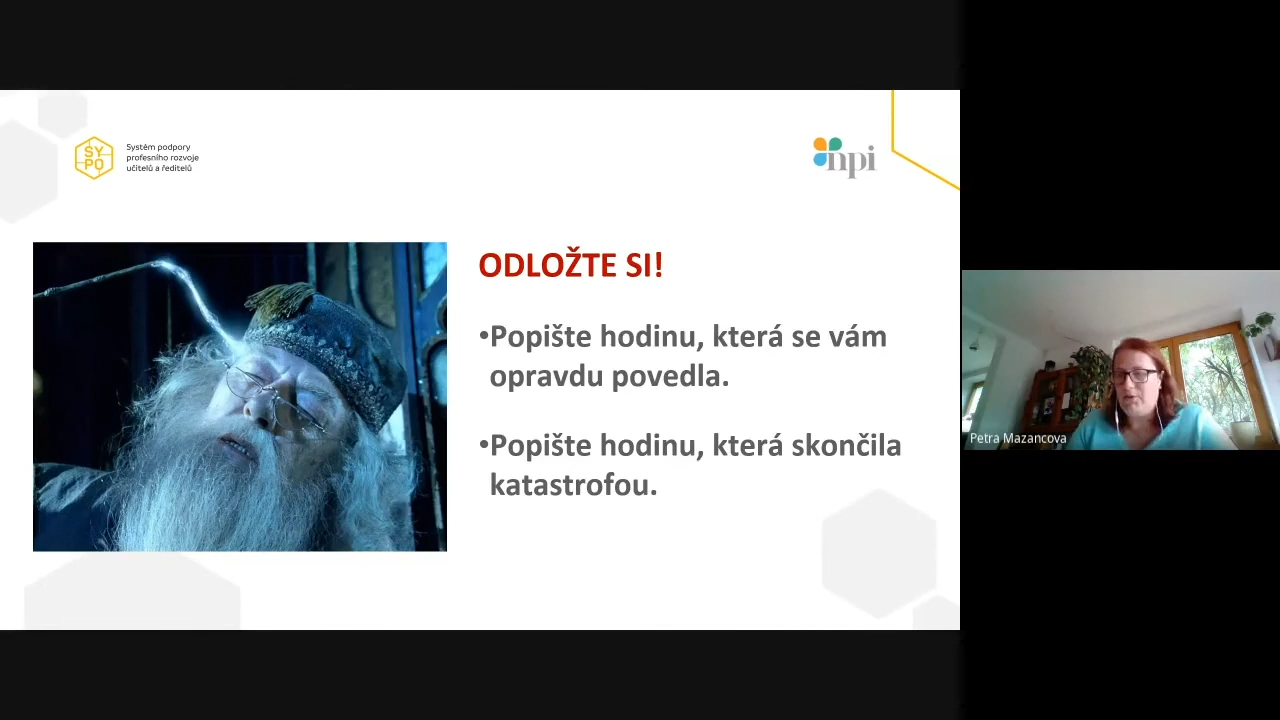 SY
PO
Systém podpory
profesního rozvoje
učitelů a ředitelů
npi
ODLOŽTE SI!
•Popište hodinu, která se vám
opravdu povedla.
•Popište hodinu, která skončila
katastrofou.
Petra Mazancova